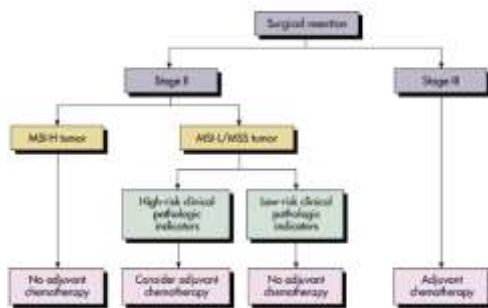 Surgical resection
Stage II
Stage III
MSI-H tumor
MSI-L/MSS tumor
High-risk clinical
pathologic
indicators
Low-risk clinical
pathologic
indicators
No adjuvant
chemotherapy
Consider adjuvant
chemotherapy
No adjuvant
chemotherapy
Adjuvant
chemotherapy